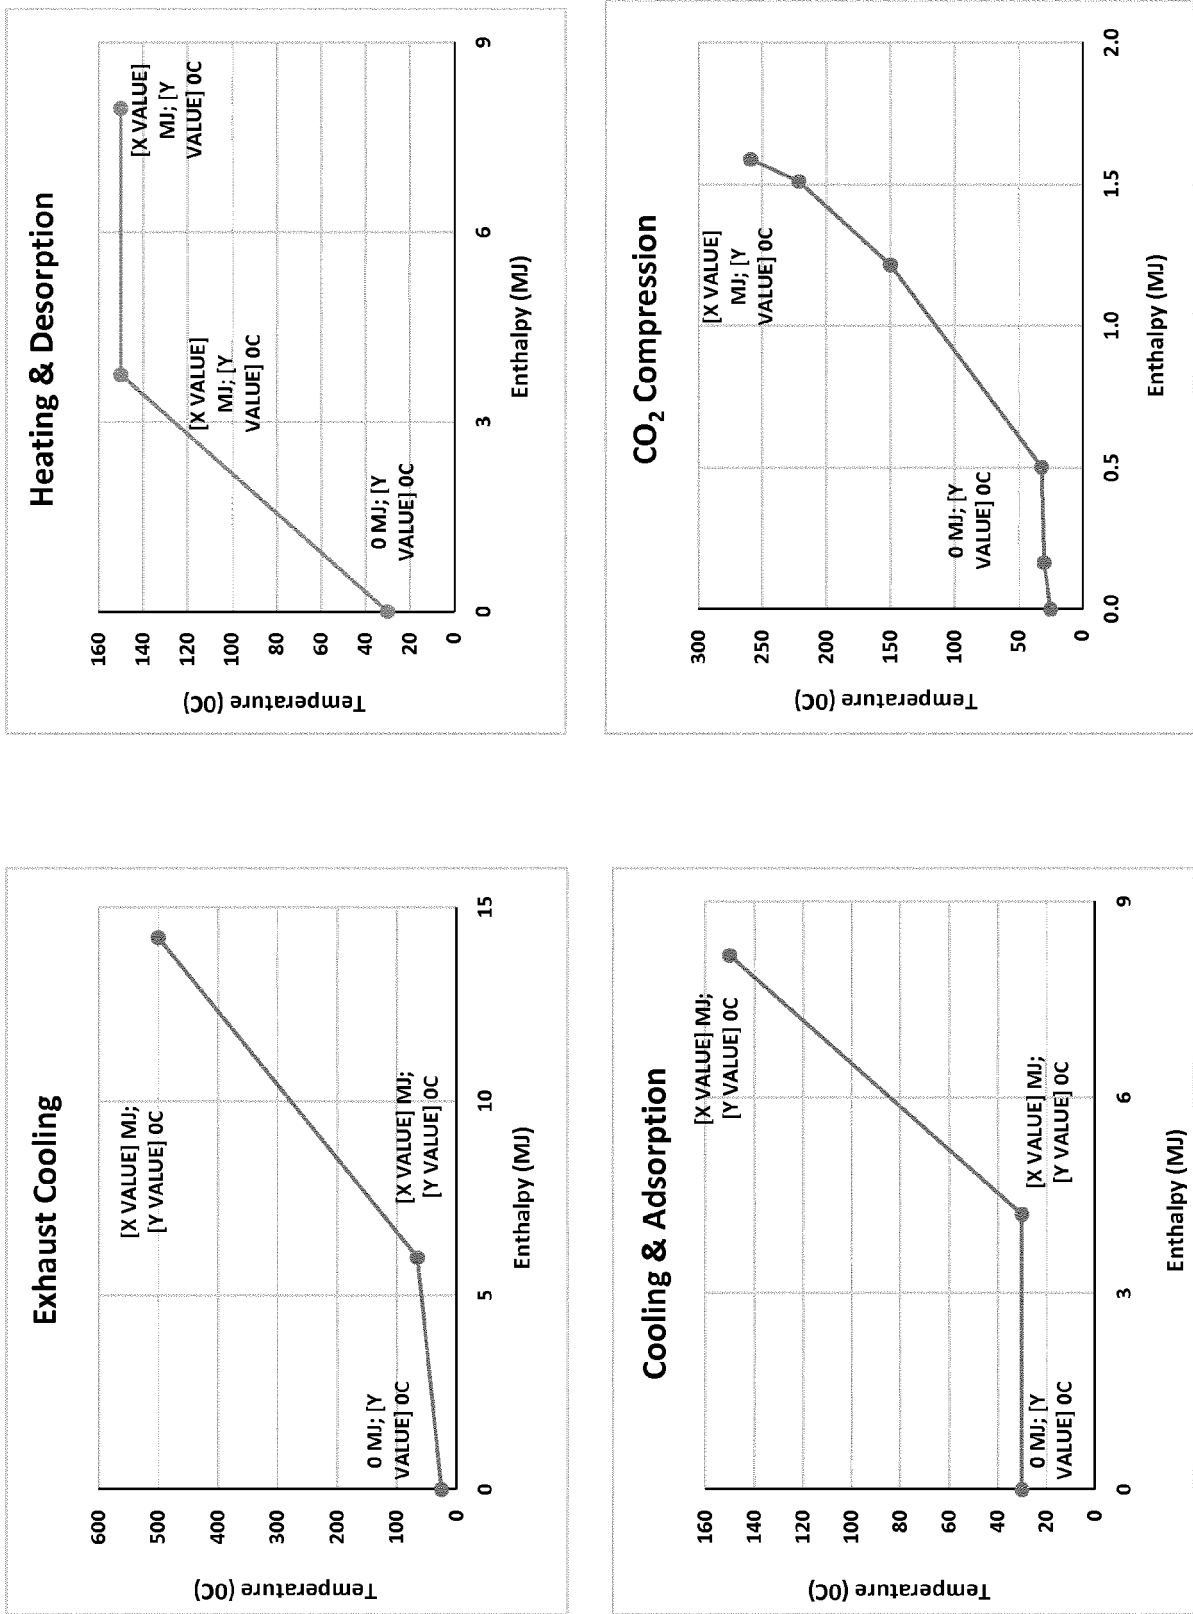 Exhaust Cooling
600
500
400
300
200
100
0
0
5
10
15
Temperature (0C)
Enthalpy (MJ)
0 MJ; [Y
VALUE] 0C
[X VALUE] MJ;
[Y VALUE] 0C
[X VALUE] MJ;
[Y VALUE] 0C
Heating & Desorption
160
140
120
100
80
60
40
20
0
0
3
6
9
Temperature (0C)
Enthalpy (MJ)
0 MJ; [Y
VALUE] 0C
[X VALUE]
MJ; [Y
VALUE] 0C
[X VALUE]
MJ; [Y
VALUE] 0C
Cooling & Adsorption
160
140
120
100
80
60
40
20
0
0
3
6
9
Temperature (0C)
Enthalpy (MJ)
0 MJ; [Y
VALUE] 0C
[X VALUE] MJ;
[Y VALUE] 0C
[X VALUE] MJ;
[Y VALUE] 0C
CO₂ Compression
300
250
200
150
100
50
0
0.0
0.5
1.0
1.5
2.0
Temperature (0C)
Enthalpy (MJ)
0 MJ; [Y
VALUE] 0C
[X VALUE]
MJ; [Y
VALUE] 0C